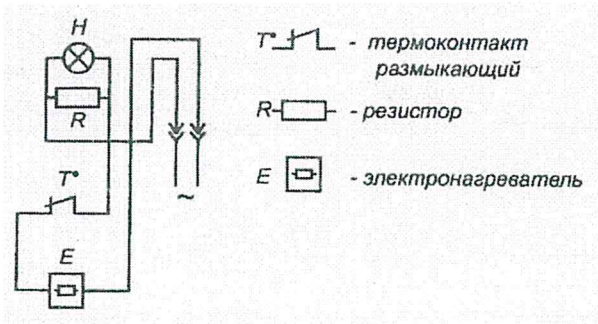 H
R
T°
E
~
T° - термоконтакт
размыкающий
R - резистор
E - электронагреватель